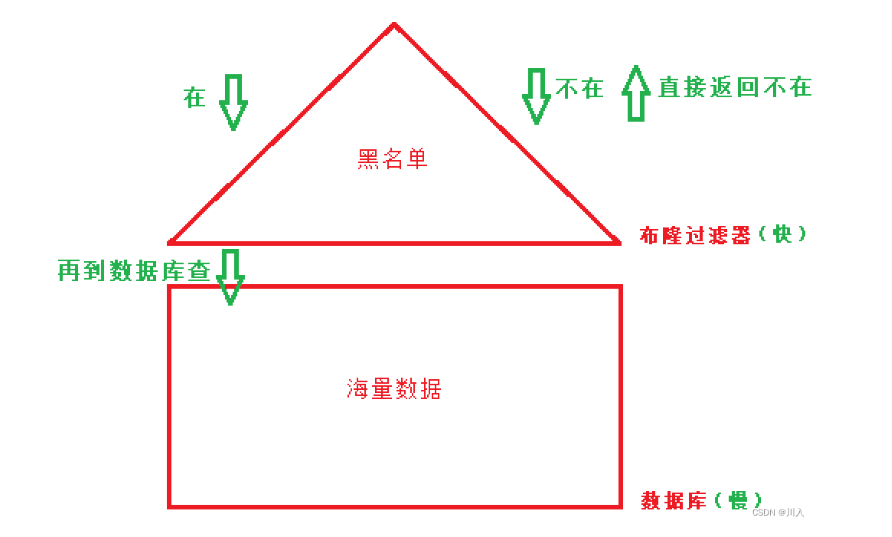 在
不在
直接返回不在
黑名单
布隆过滤器（快）
再到数据库查
海量数据
数据库（慢）
CSDN @川入